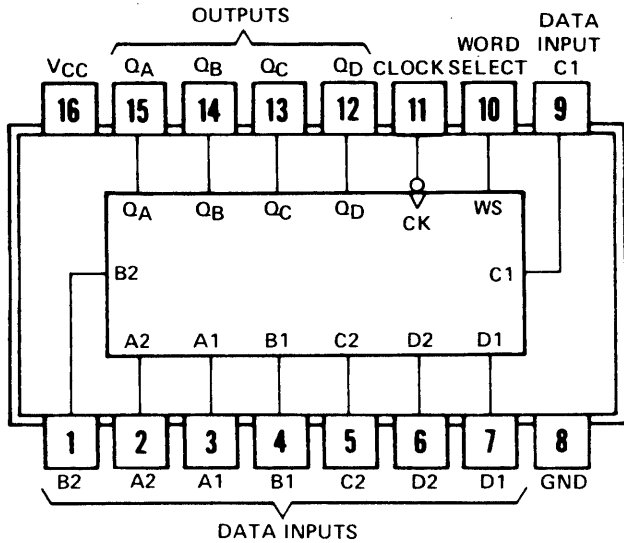 OUTPUTS
DATA
INPUT
C1
WORD
SELECT
VCC QA QB QC QD CLOCK
16 15 14 13 12 11 10 9
QA QB QC QD CK WS
B2 C1
A2 A1 B1 C2 D2 D1
1 2 3 4 5 6 7 8
B2 A2 A1 B1 C2 D2 D1 GND
DATA INPUTS